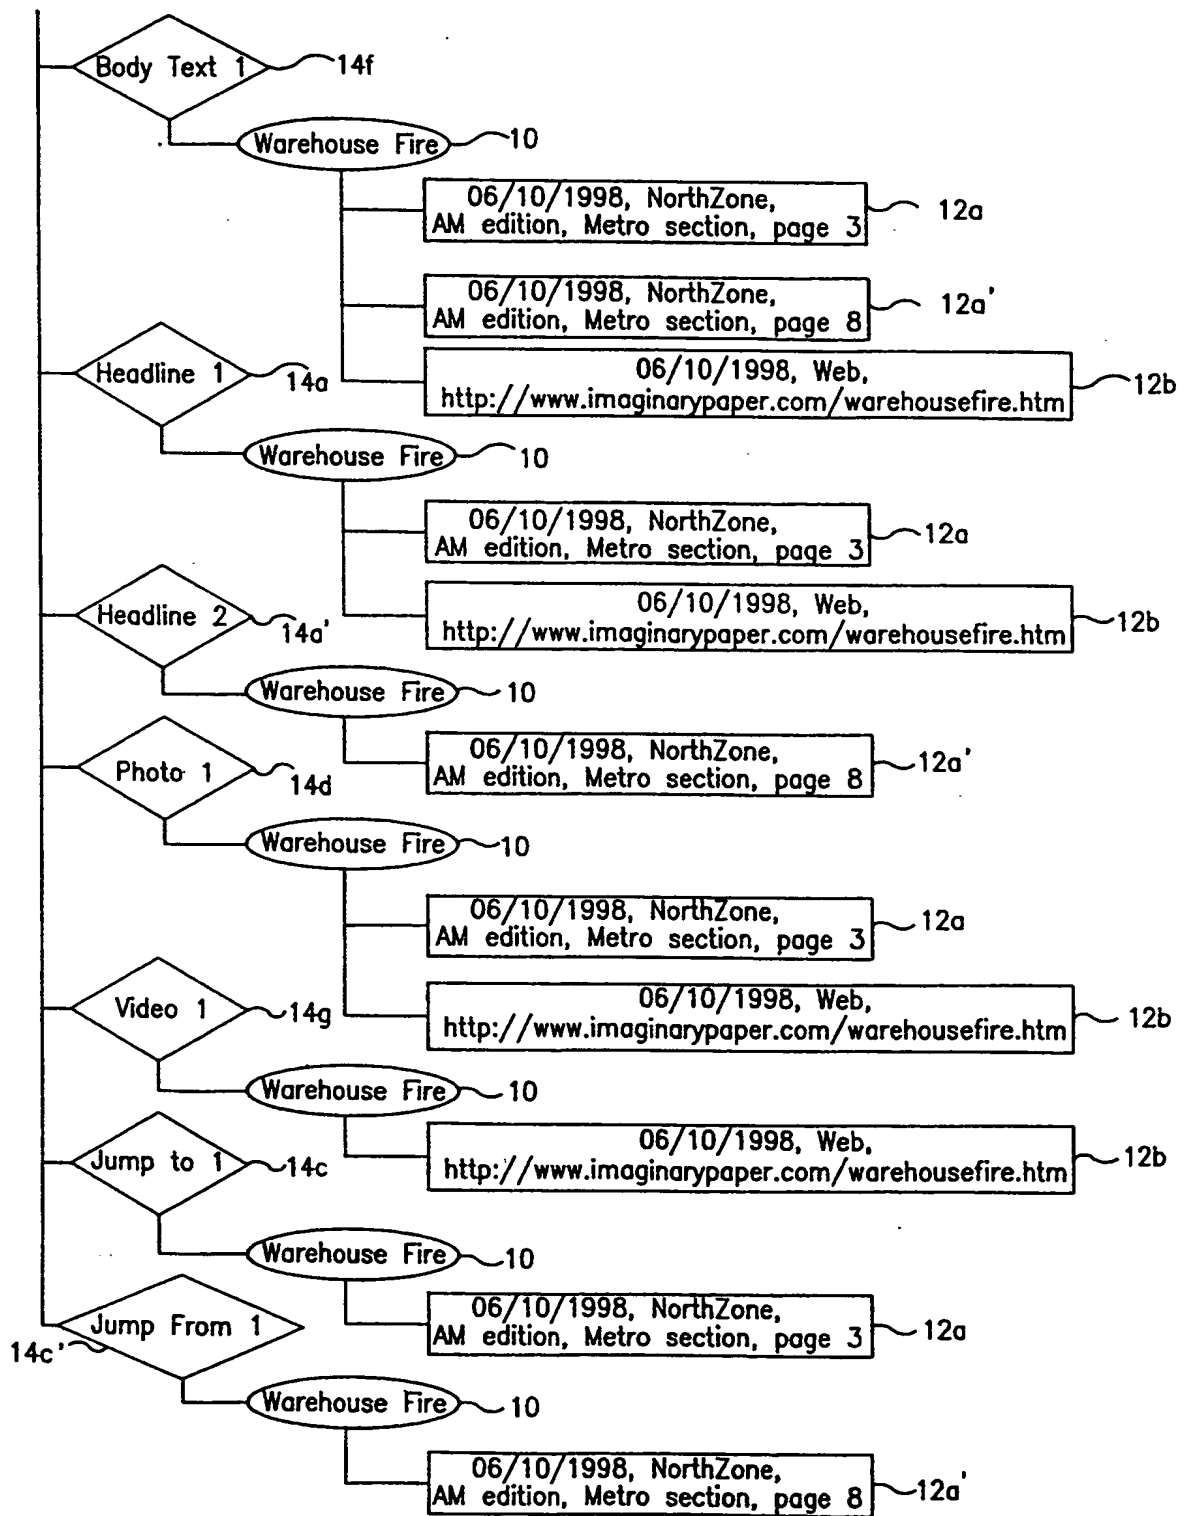 Body Text 1
14f
Warehouse Fire
10
06/10/1998, NorthZone,
AM edition, Metro section, page 3
12a
06/10/1998, NorthZone,
AM edition, Metro section, page 8
12a'
Headline 1
14a
06/10/1998, Web,
http://www.imaginarypaper.com/warehousefire.htm
12b
Warehouse Fire
10
06/10/1998, NorthZone,
AM edition, Metro section, page 3
12a
Headline 2
14a'
06/10/1998, Web,
http://www.imaginarypaper.com/warehousefire.htm
12b
Warehouse Fire
10
Photo 1
14d
06/10/1998, NorthZone,
AM edition, Metro section, page 8
12a'
Warehouse Fire
10
06/10/1998, NorthZone,
AM edition, Metro section, page 3
12a
Video 1
14g
06/10/1998, Web,
http://www.imaginarypaper.com/warehousefire.htm
12b
Warehouse Fire
10
Jump to 1
14c
06/10/1998, Web,
http://www.imaginarypaper.com/warehousefire.htm
12b
Warehouse Fire
10
Jump From 1
14c'
06/10/1998, NorthZone,
AM edition, Metro section, page 3
12a
Warehouse Fire
10
06/10/1998, NorthZone,
AM edition, Metro section, page 8
12a'